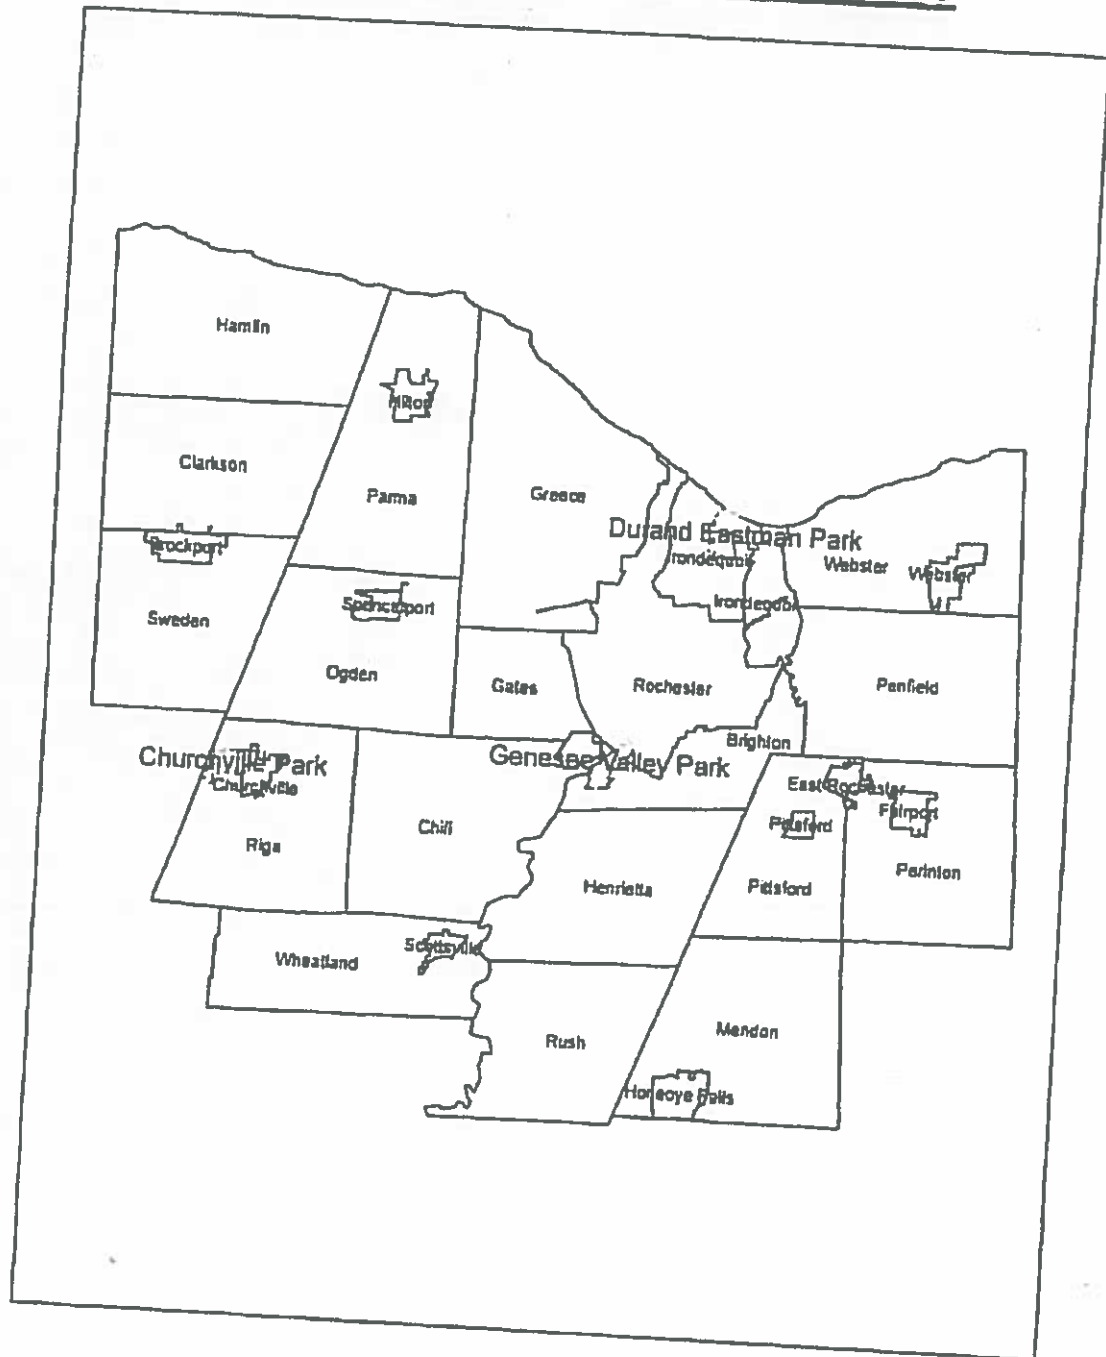 Hamlin
Hilton
Clarkson
Parma
Greece
Durand Eastman Park
Brockport
Irondequoit
Webster
Webster
Spencerport
Irondequoit
Sweden
Ogden
Gates
Rochester
Penfield
Brighton
Churchville Park
Genesee Valley Park
Churchville
East Rochester
Fairport
Pittsford
Chili
Riga
Henrietta
Pittsford
Perinton
Scottsville
Wheatland
Rush
Mendon
Honeoye Falls